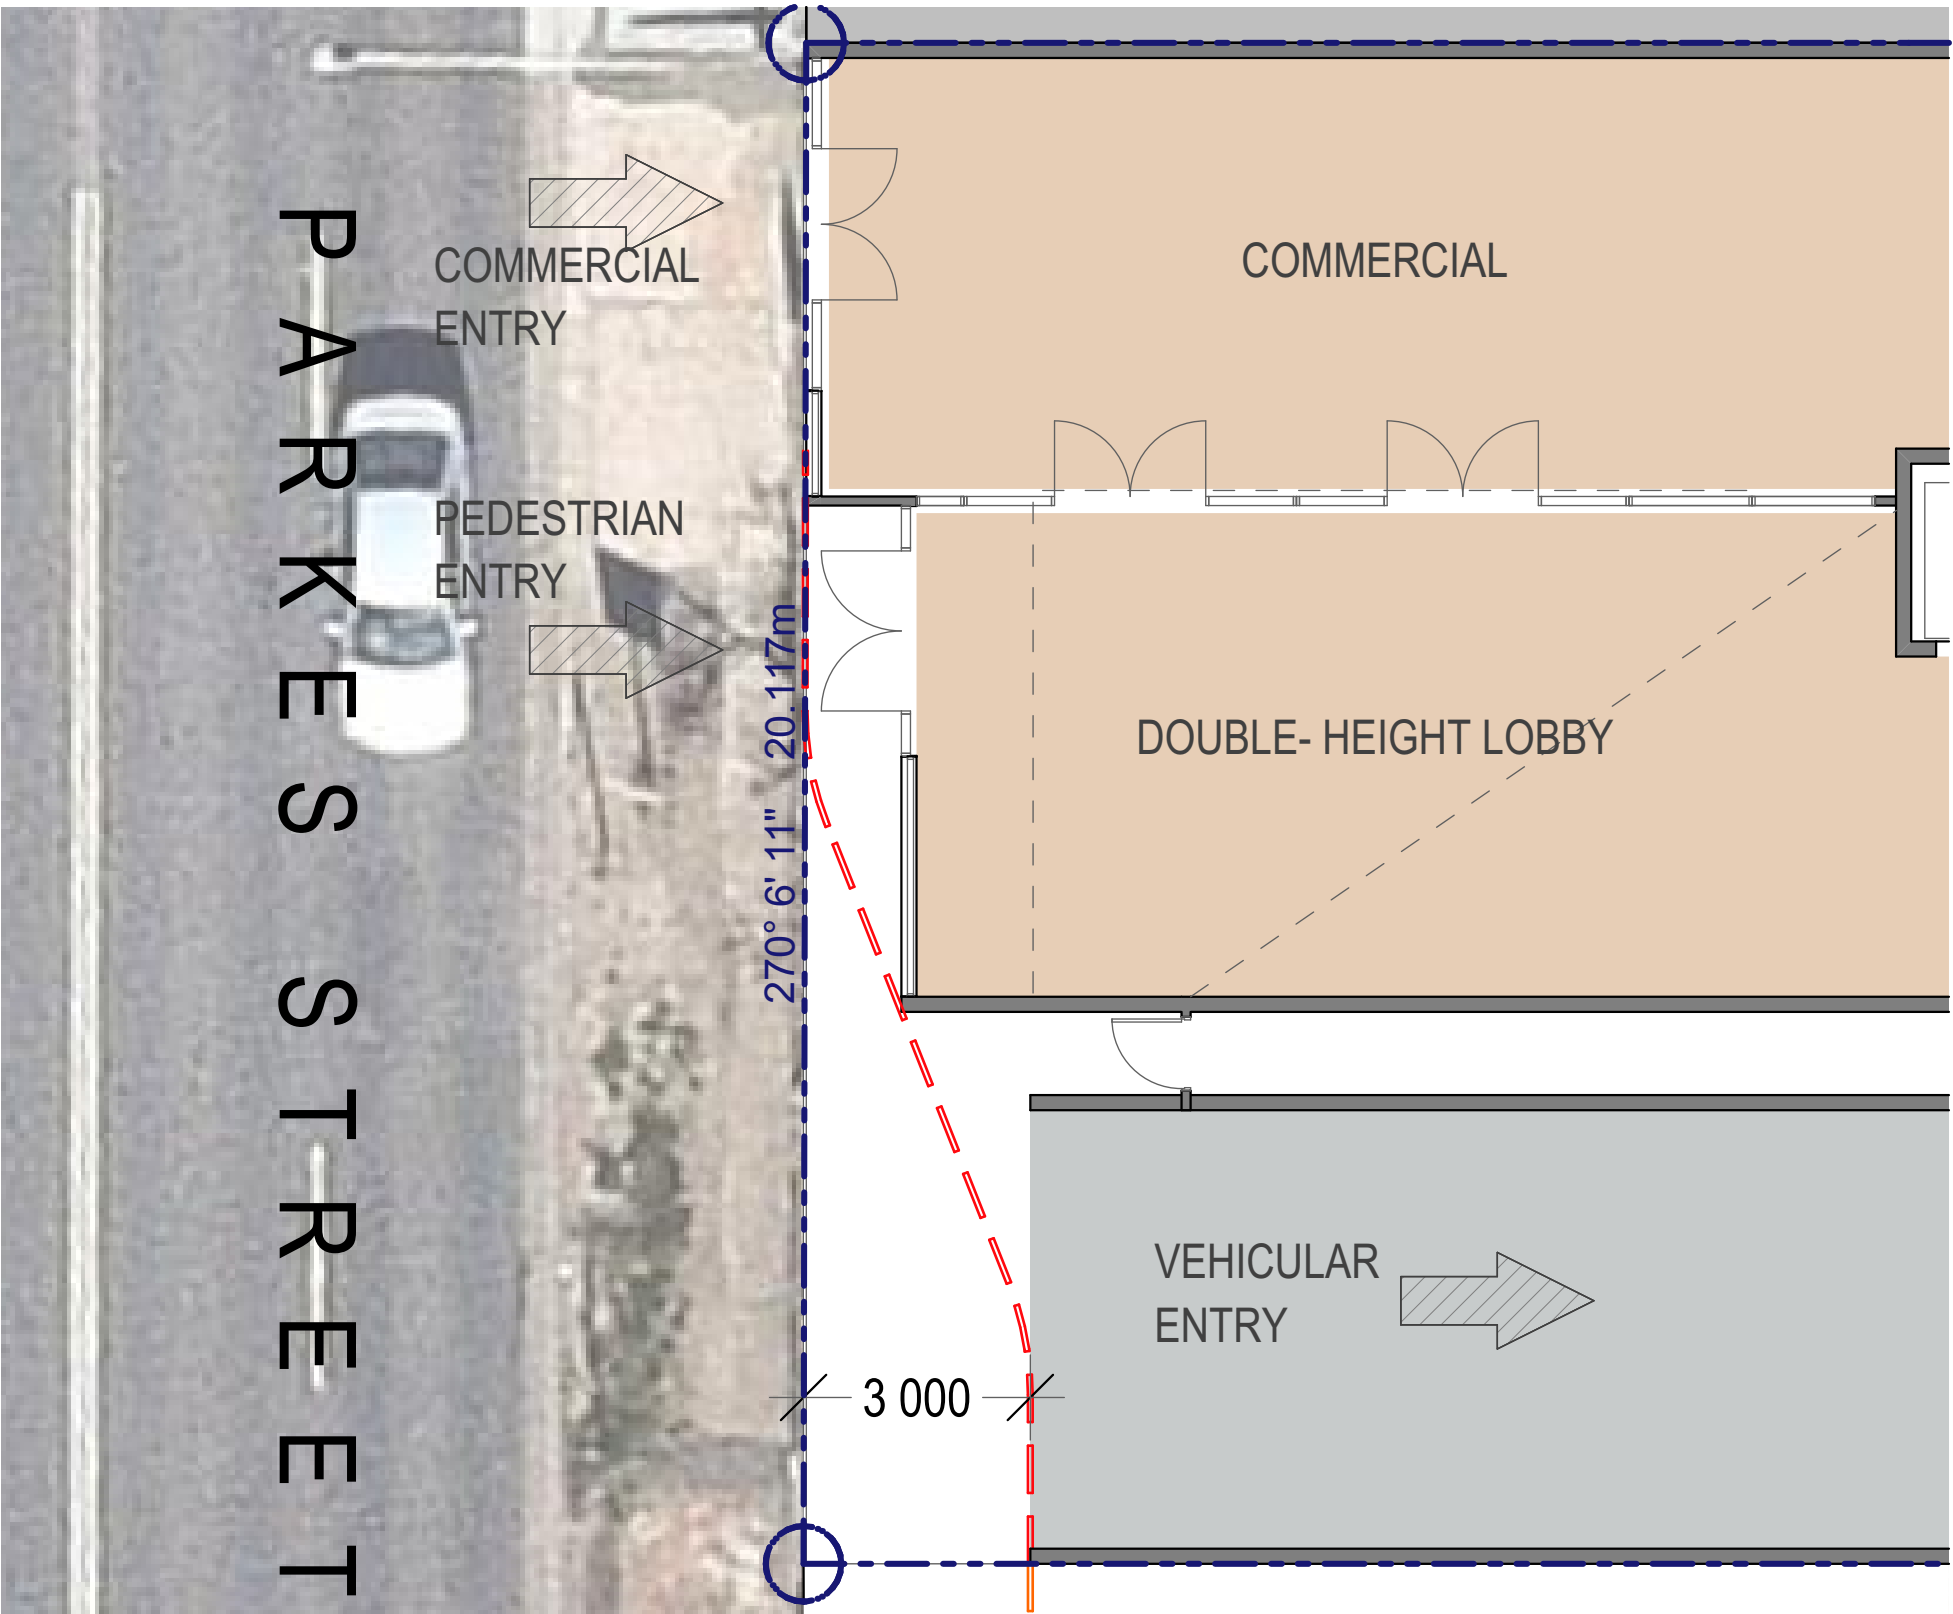 PARKES STREET
COMMERCIAL
ENTRY
COMMERCIAL
PEDESTRIAN
ENTRY
270° 6' 11" 20.117m
DOUBLE- HEIGHT LOBBY
VEHICULAR
ENTRY
3 000